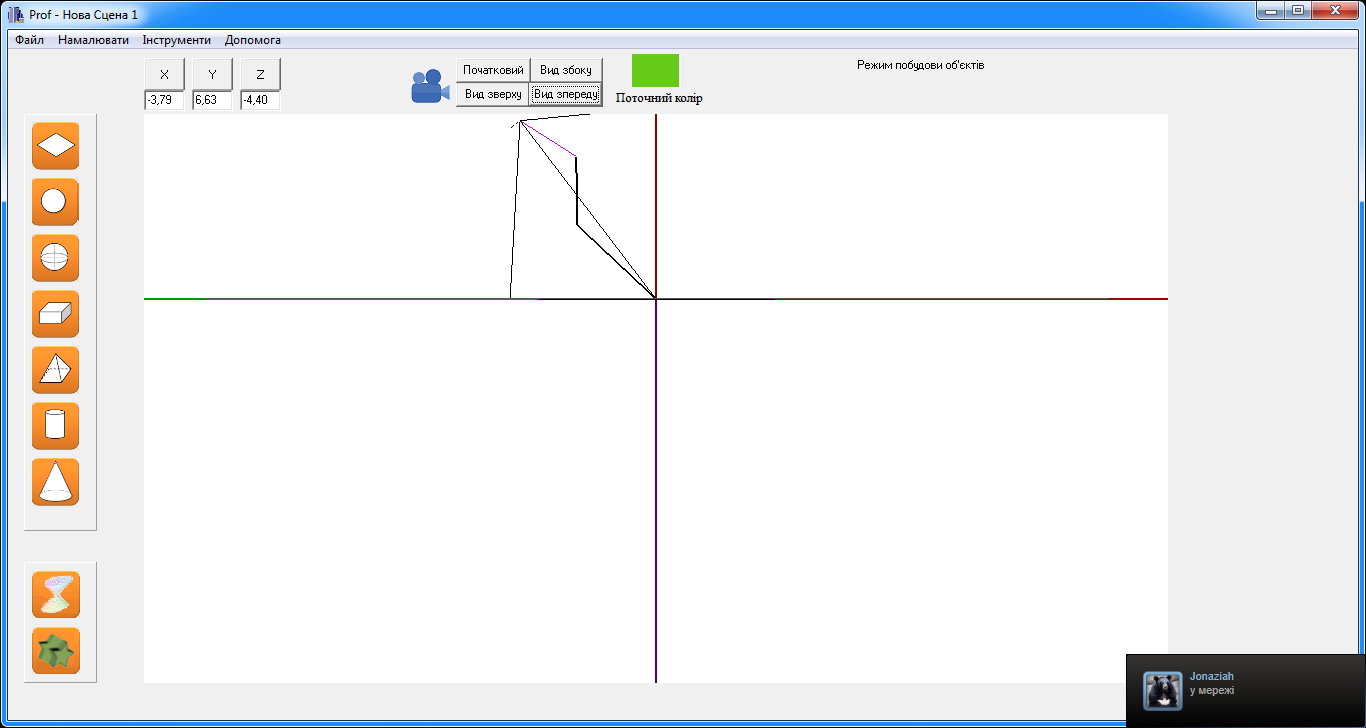 Prof - Нова Сцена 1
Файл Намалювати Інструменти Допомога
X Y Z
-3,79 6,63 -4,40
Початковий Вид збоку
Вид зверху Вид зпереду
Поточний колір
Режим побудови об'єктів
Jonaziah
у мережі